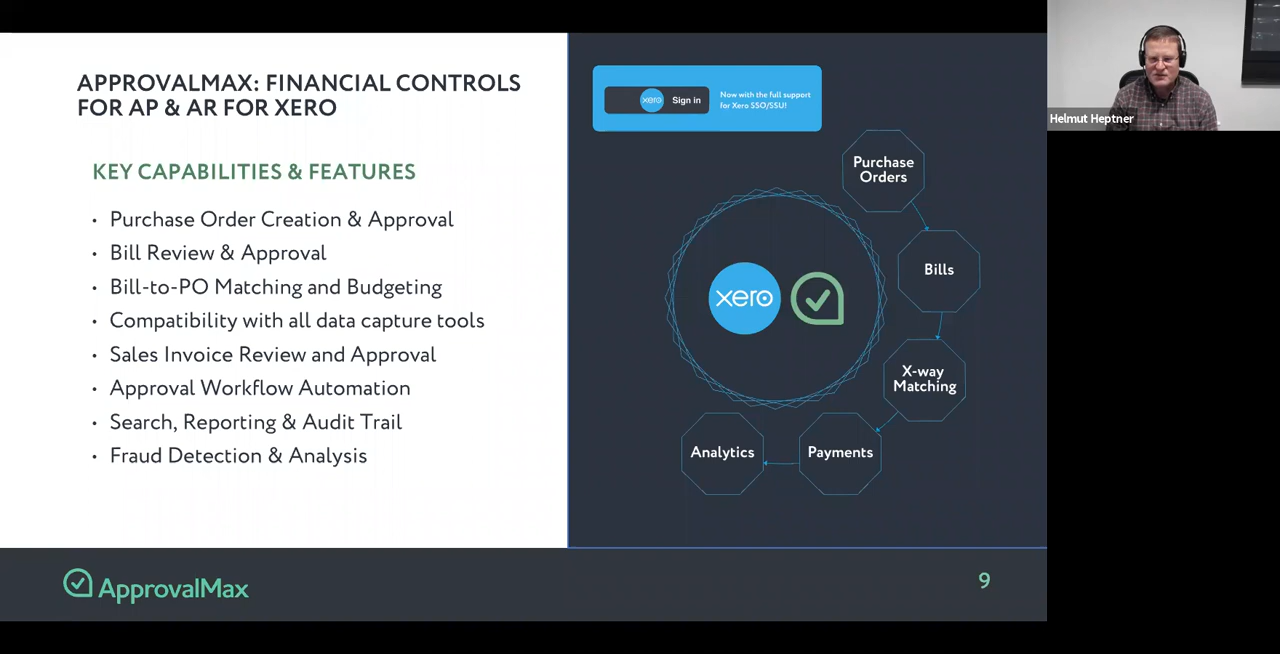 APPROVALMAX: FINANCIAL CONTROLS
FOR AP & AR FOR XERO
KEY CAPABILITIES & FEATURES
• Purchase Order Creation & Approval
• Bill Review & Approval
• Bill-to-PO Matching and Budgeting
• Compatibility with all data capture tools
• Sales Invoice Review and Approval
• Approval Workflow Automation
• Search, Reporting & Audit Trail
• Fraud Detection & Analysis
xero Sign in
Now with the full support
for Xero SSO/SSU!
Purchase
Orders
Bills
X-way
Matching
Payments
Analytics
xero
ApprovalMax
9
Helmut Heptner